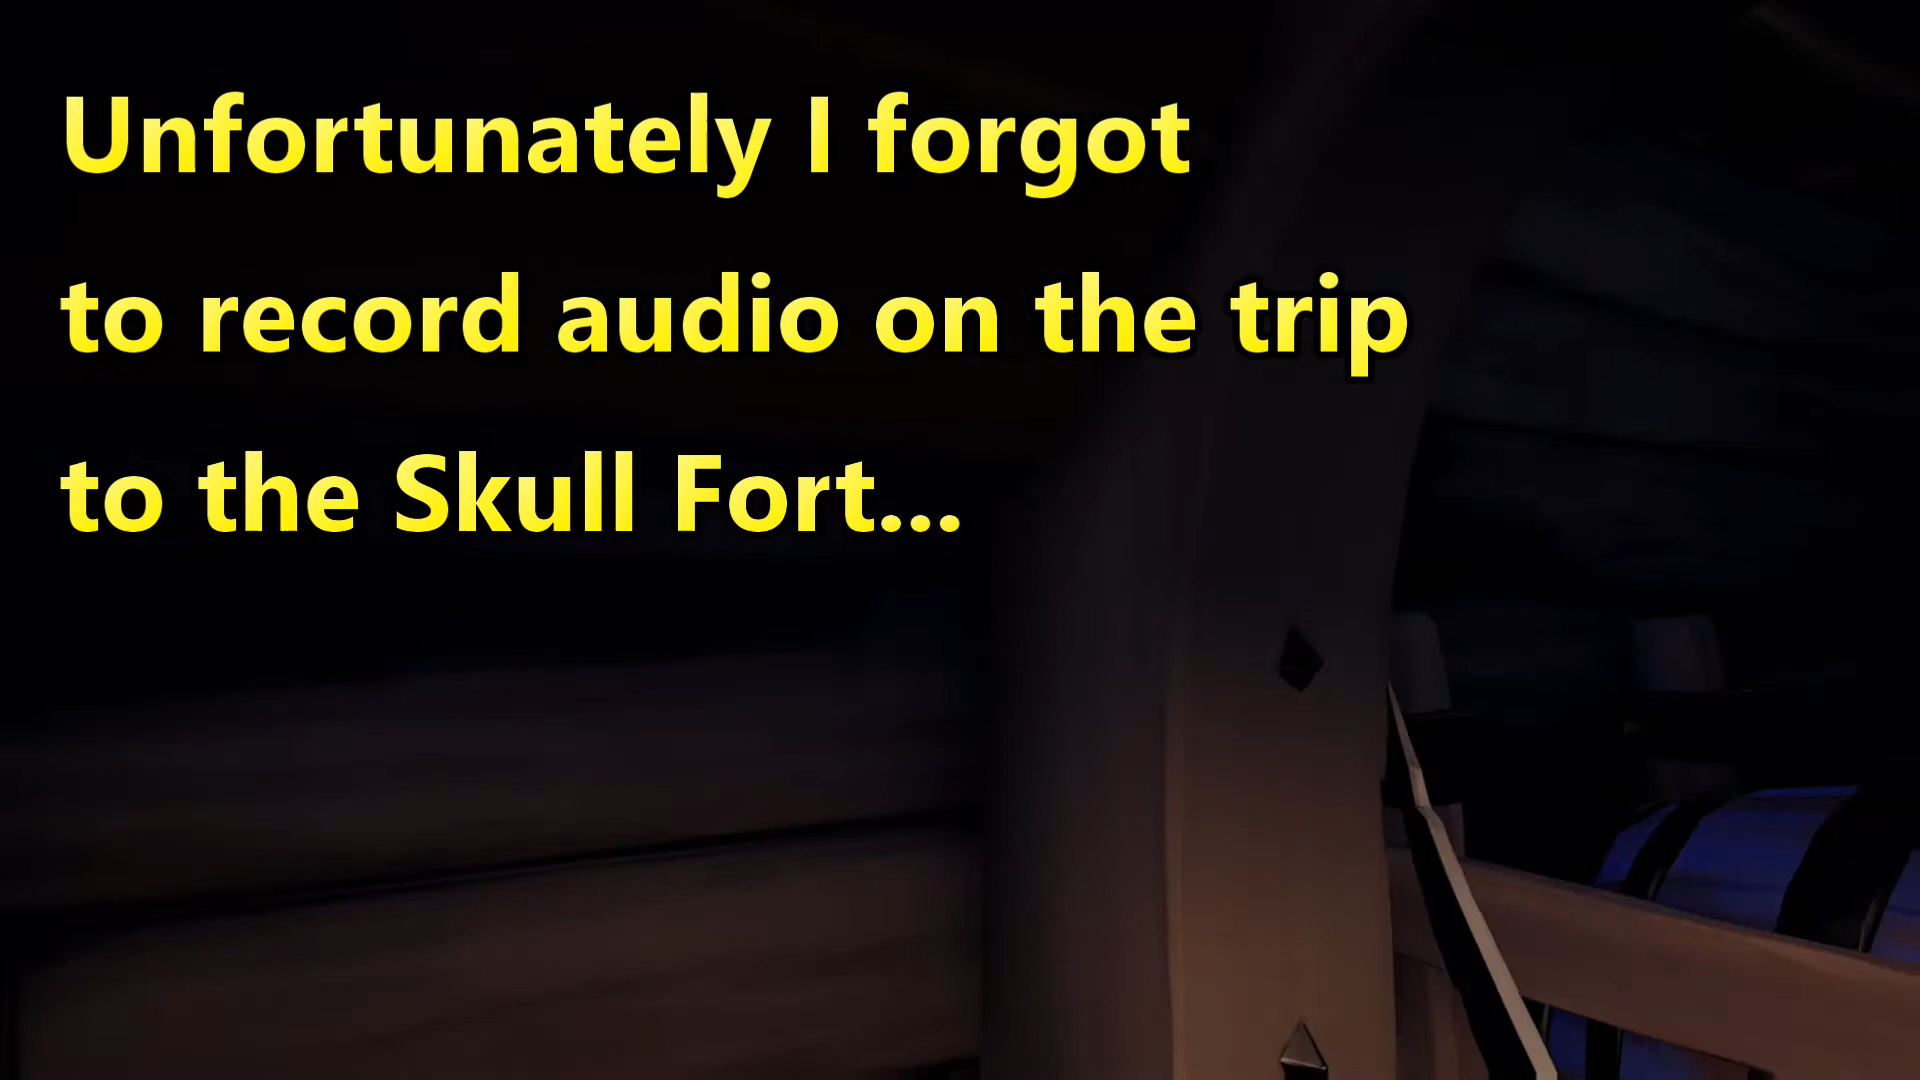 Unfortunately I forgot
to record audio on the trip
to the Skull Fort...